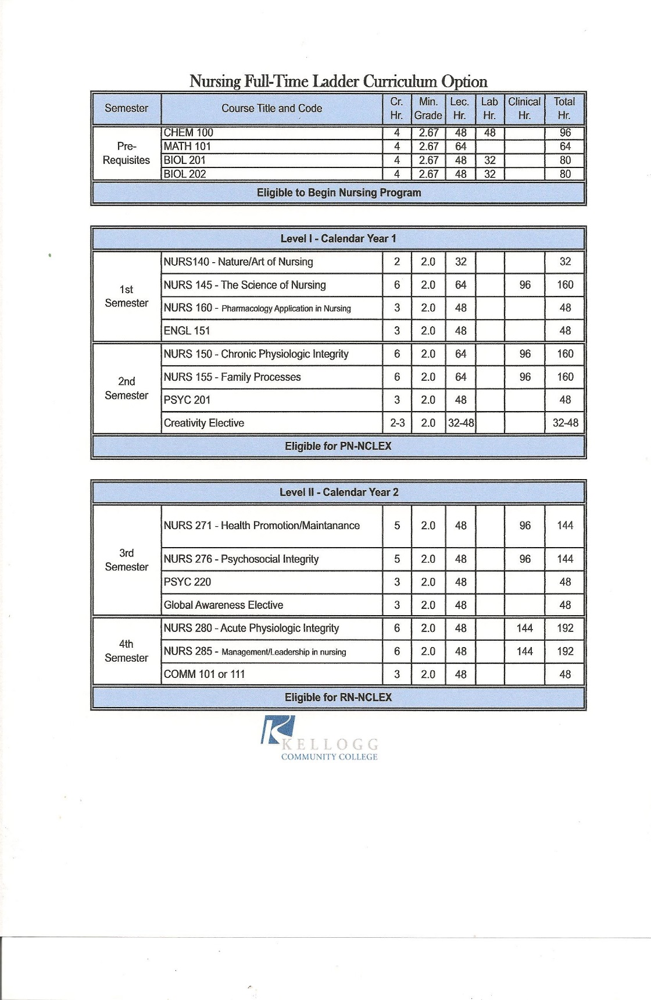 Nursing Full-Time Ladder Curriculum Option
Semester Course Title and Code Cr. Hr. Min. Grade Lec. Hr. Lab Hr. Clinical Hr. Total Hr.
Pre-Requisites
CHEM 100 4 2.67 48 48 96
MATH 101 4 2.67 64 64
BIOL 201 4 2.67 48 32 80
BIOL 202 4 2.67 48 32 80
Eligible to Begin Nursing Program
Level I - Calendar Year 1
1st Semester
NURS140 - Nature/Art of Nursing 2 2.0 32 32
NURS 145 - The Science of Nursing 6 2.0 64 96 160
NURS 160 - Pharmacology Application in Nursing 3 2.0 48 48
ENGL 151 3 2.0 48 48
2nd Semester
NURS 150 - Chronic Physiologic Integrity 6 2.0 64 96 160
NURS 155 - Family Processes 6 2.0 64 96 160
PSYC 201 3 2.0 48 48
Creativity Elective 2-3 2.0 32-48 32-48
Eligible for PN-NCLEX
Level II - Calendar Year 2
3rd Semester
NURS 271 - Health Promotion/Maintanance 5 2.0 48 96 144
NURS 276 - Psychosocial Integrity 5 2.0 48 96 144
PSYC 220 3 2.0 48 48
Global Awareness Elective 3 2.0 48 48
4th Semester
NURS 280 - Acute Physiologic Integrity 6 2.0 48 144 192
NURS 285 - Management/Leadership in nursing 6 2.0 48 144 192
COMM 101 or 111 3 2.0 48 48
Eligible for RN-NCLEX
KELLOGG
COMMUNITY COLLEGE